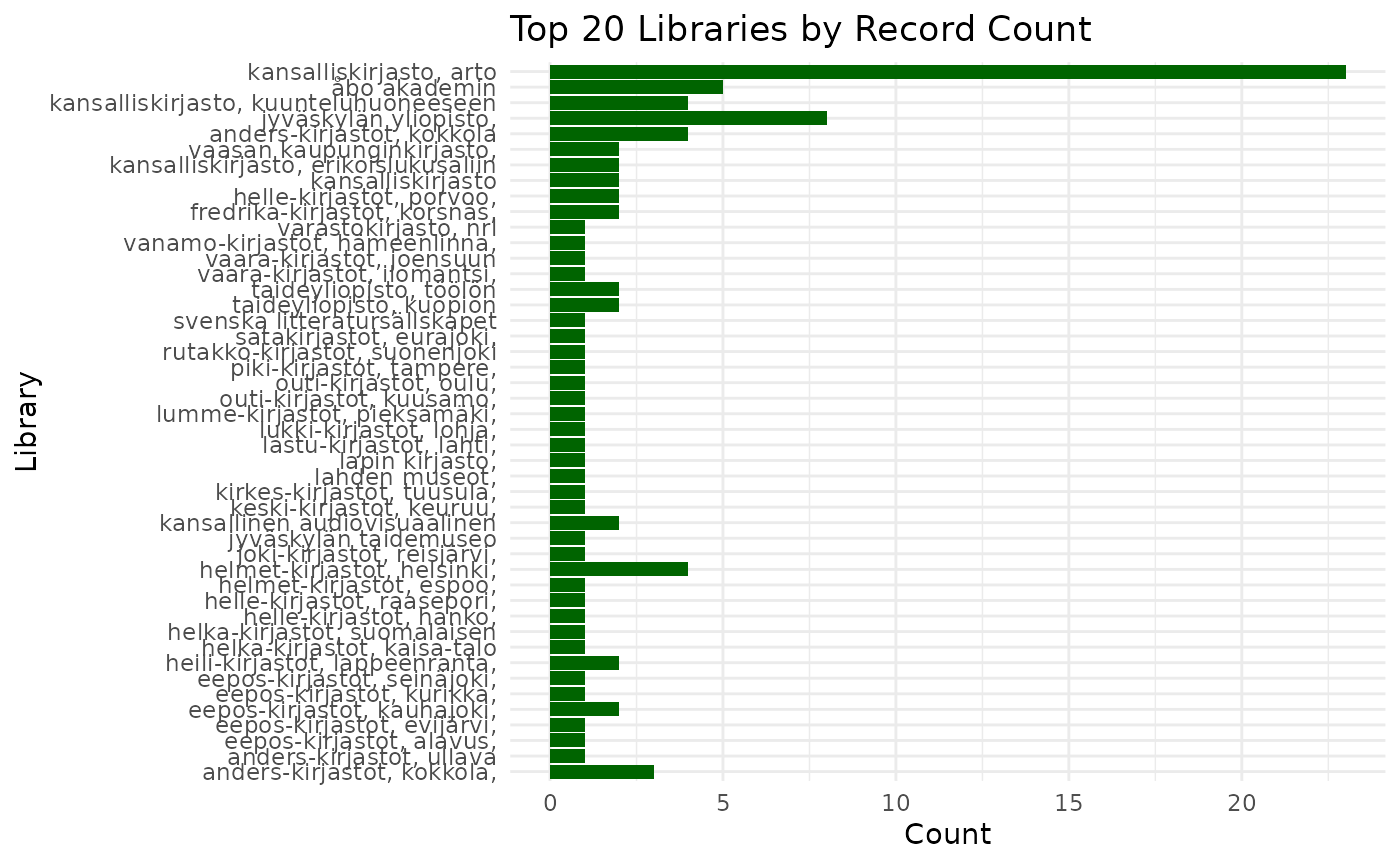 Top 20 Libraries by Record Count
kansalliskirjasto, arto
åbo akademin
kansalliskirjasto, kuunteluhuoneeseen
jyväskylän yliopisto,
anders-kirjastot, kokkola
vaasan kaupunginkirjasto,
kansalliskirjasto, erikoislukusaliin
kansalliskirjasto
helle-kirjastot, porvoo,
fredrika-kirjastot, korsnäs,
varastokirjasto, nrl
vanamo-kirjastot, hämeenlinna,
vaara-kirjastot, joensuun
vaara-kirjastot, ilomantsi,
taideyliopisto, töölön
taideyliopisto, kuopion
svenska litteratursällskapet
satakirjastot, eurajoki,
rutakko-kirjastot, suonenjoki
piki-kirjastot, tampere,
outi-kirjastot, oulu,
outi-kirjastot, kuusamo,
lumme-kirjastot, pieksämäki,
lukki-kirjastot, lohja,
lastu-kirjastot, lahti,
lapin kirjasto,
lahden museot,
kirkes-kirjastot, tuusula,
keski-kirjastot, keuruu,
kansallinen audiovisuaalinen
jyväskylän taidemuseo
joki-kirjastot, reisjärvi,
helmet-kirjastot, helsinki,
helmet-kirjastot, espoo,
helle-kirjastot, raasepori,
helle-kirjastot, hanko,
helka-kirjastot, suomalaisen
helka-kirjastot, kaisa-talo
heili-kirjastot, lappeenranta,
eepos-kirjastot, seinäjoki,
eepos-kirjastot, kurikka,
eepos-kirjastot, kauhajoki,
eepos-kirjastot, evijärvi,
eepos-kirjastot, alavus,
anders-kirjastot, ullava
anders-kirjastot, kokkola,
Library
0 5 10 15 20
Count